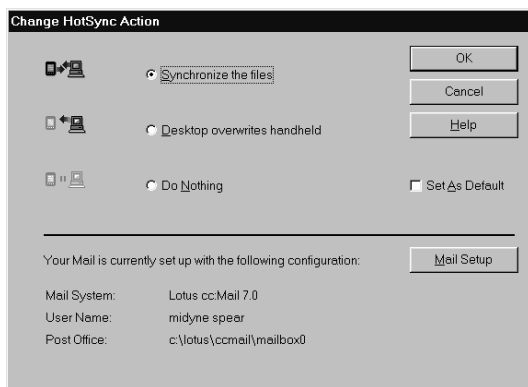 Change HotSync Action
Synchronize the files
OK
Cancel
Desktop overwrites handheld
Help
Do Nothing
Set As Default
Your Mail is currently set up with the following configuration:
Mail Setup
Mail System: Lotus cc:Mail 7.0
User Name: midyne spear
Post Office: c:\lotus\ccmail\mailbox0